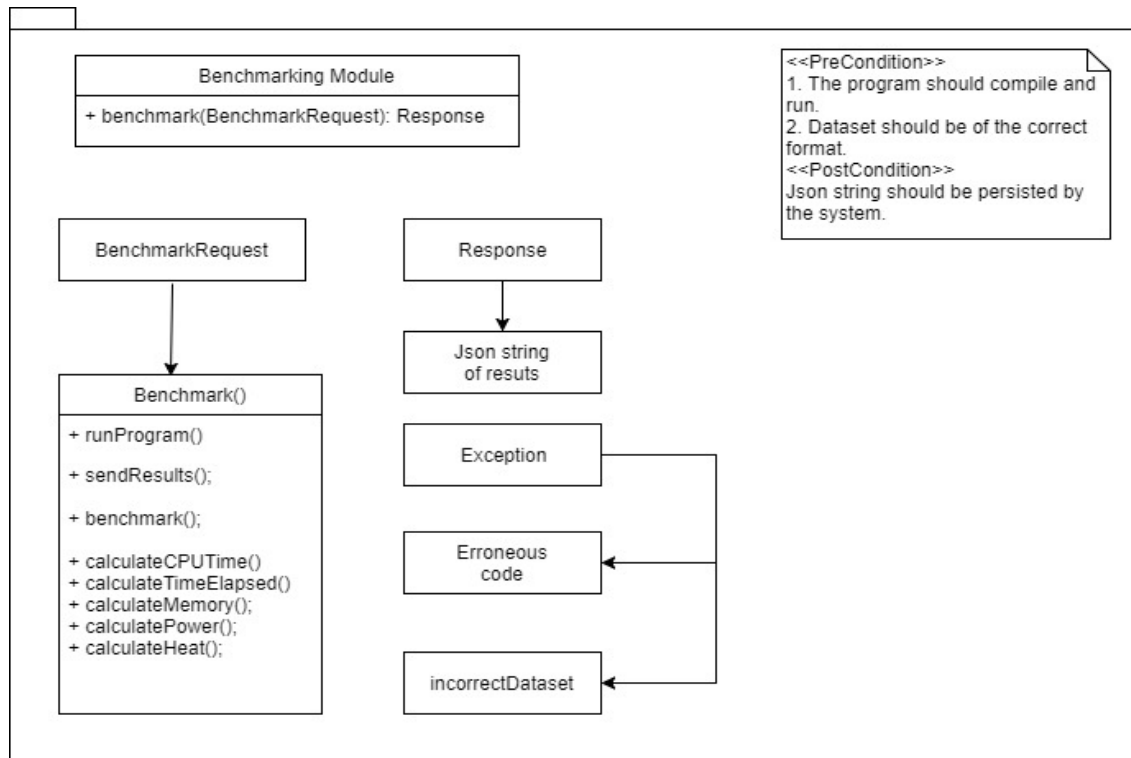 Benchmarking Module
+ benchmark(BenchmarkRequest): Response
<<PreCondition>>
1. The program should compile and
run.
2. Dataset should be of the correct
format.
<<PostCondition>>
Json string should be persisted by
the system.
BenchmarkRequest
Response
Json string
of resuts
Benchmark()
+ runProgram()
+ sendResults();
+ benchmark();
+ calculateCPUTime()
+ calculateTimeElapsed()
+ calculateMemory();
+ calculatePower();
+ calculateHeat();
Exception
Erroneous
code
incorrectDataset